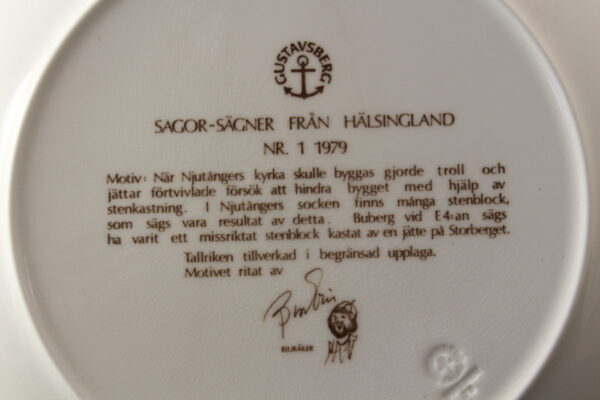 GUSTAVSBERG
SAGOR-SÄGNER FRÅN HÄLSINGLAND
NR. 1 1979
Motiv: När Njutångers kyrka skulle byggas gjorde troll och
jättar förtvivlade försök att hindra bygget med hjälp av
stenkastning. I Njutångers socken finns många stenblock,
som sägs vara resultat av detta. Buberg vid E4:an sägs
ha varit ett missriktat stenblock kastat av en jätte på Storberget.
Tallriken tillverkad i begränsad upplaga.
Motivet ritat av
BJURÅKER